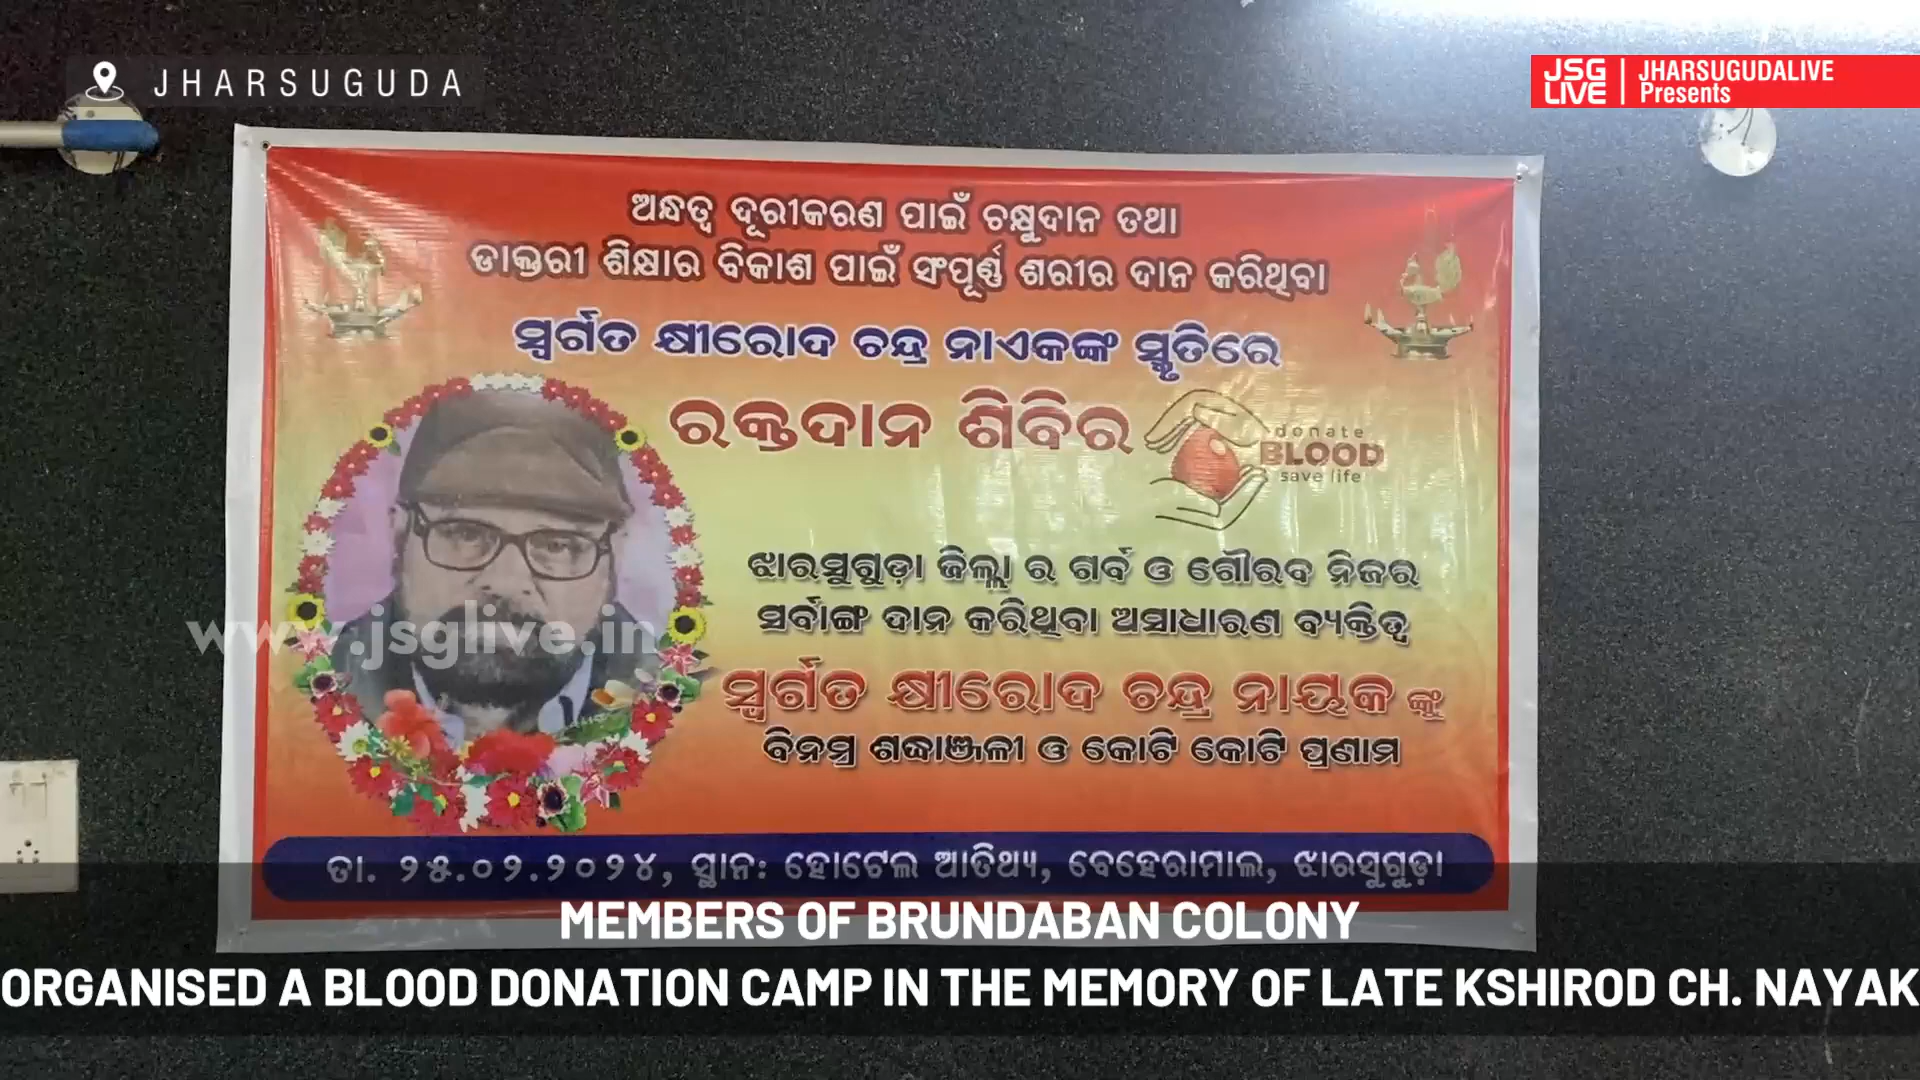 JHARSUGUDA
JSG LIVE
JHARSUGUDALIVE
Presents
ଅନ୍ଧତ୍ୱ ଦୂରୀକରଣ ପାଇଁ ଚକ୍ଷୁଦାନ ତଥା
ଡାକ୍ତରୀ ଶିକ୍ଷାର ବିକାଶ ପାଇଁ ସଂପୂର୍ଣ୍ଣ ଶରୀର ଦାନ କରିଥିବା
ସ୍ୱର୍ଗତ କ୍ଷୀରୋଦ ଚନ୍ଦ୍ର ନାଏକଙ୍କ ସ୍ମୃତିରେ
ରକ୍ତଦାନ ଶିବିର
donate
BLOOD
save life
ଝାରସୁଗୁଡ଼ା ଜିଲ୍ଲା ର ଗର୍ବ ଓ ଗୌରବ ନିଜର
ସର୍ବାଙ୍ଗ ଦାନ କରିଥିବା ଅସାଧାରଣ ବ୍ୟକ୍ତିତ୍ୱ
ସ୍ୱର୍ଗତ କ୍ଷୀରୋଦ ଚନ୍ଦ୍ର ନାୟକ ଙ୍କୁ
ବିନମ୍ର ଶଦ୍ଧାଞ୍ଜଳୀ ଓ କୋଟି କୋଟି ପ୍ରଣାମ
www.jsglive.in
ତା. ୨୫.୦୨.୨୦୨୪, ସ୍ଥାନ: ହୋଟେଲ ଆତିଥ୍ୟ, ବେହେରାମାଲ, ଝାରସୁଗୁଡ଼ା
MEMBERS OF BRUNDABAN COLONY
ORGANISED A BLOOD DONATION CAMP IN THE MEMORY OF LATE KSHIROD CH. NAYAK